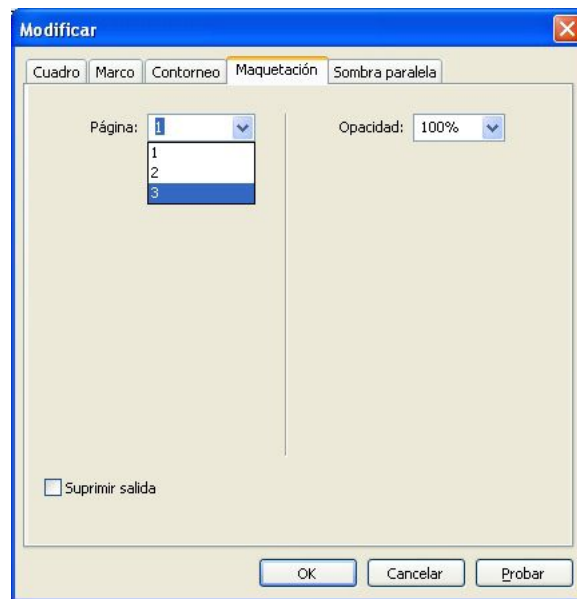 Modificar
Cuadro Marco Contorneo Maquetación Sombra paralela
Página: 1 Opacidad: 100%
1
2
3
Suprimir salida
OK Cancelar Probar